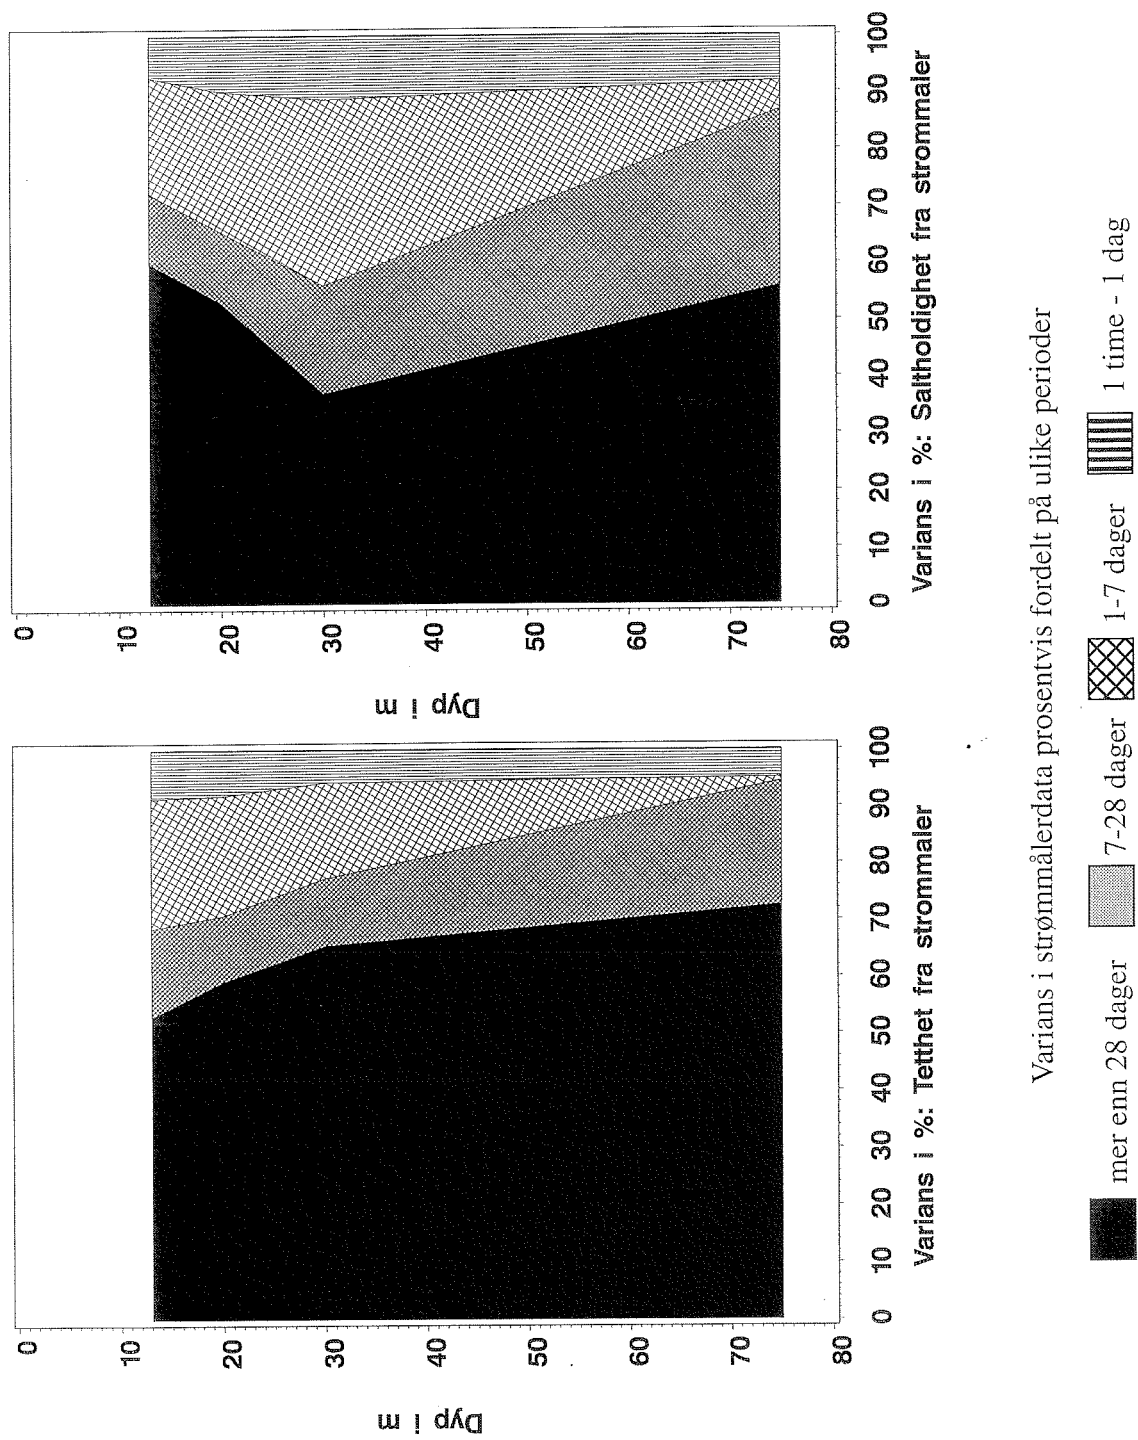 Dyp i m
0
10
20
30
40
50
60
70
80
0 10 20 30 40 50 60 70 80 90 100
Varians i %: Tetthet fra strommaler
Dyp i m
0
10
20
30
40
50
60
70
80
0 10 20 30 40 50 60 70 80 90 100
Varians i %: Saltholdighet fra strommaler
Varians i strømmålerdata prosentvis fordelt på ulike perioder
mer enn 28 dager 7-28 dager 1-7 dager 1 time - 1 dag